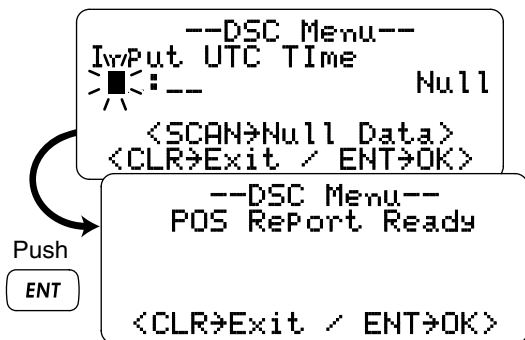 --DSC Menu--
Input UTC TIme
:__ Null
<SCAN→Null Data>
<CLR→Exit / ENT→OK>
--DSC Menu--
POS RePort Ready
<CLR→Exit / ENT→OK>
Push
ENT